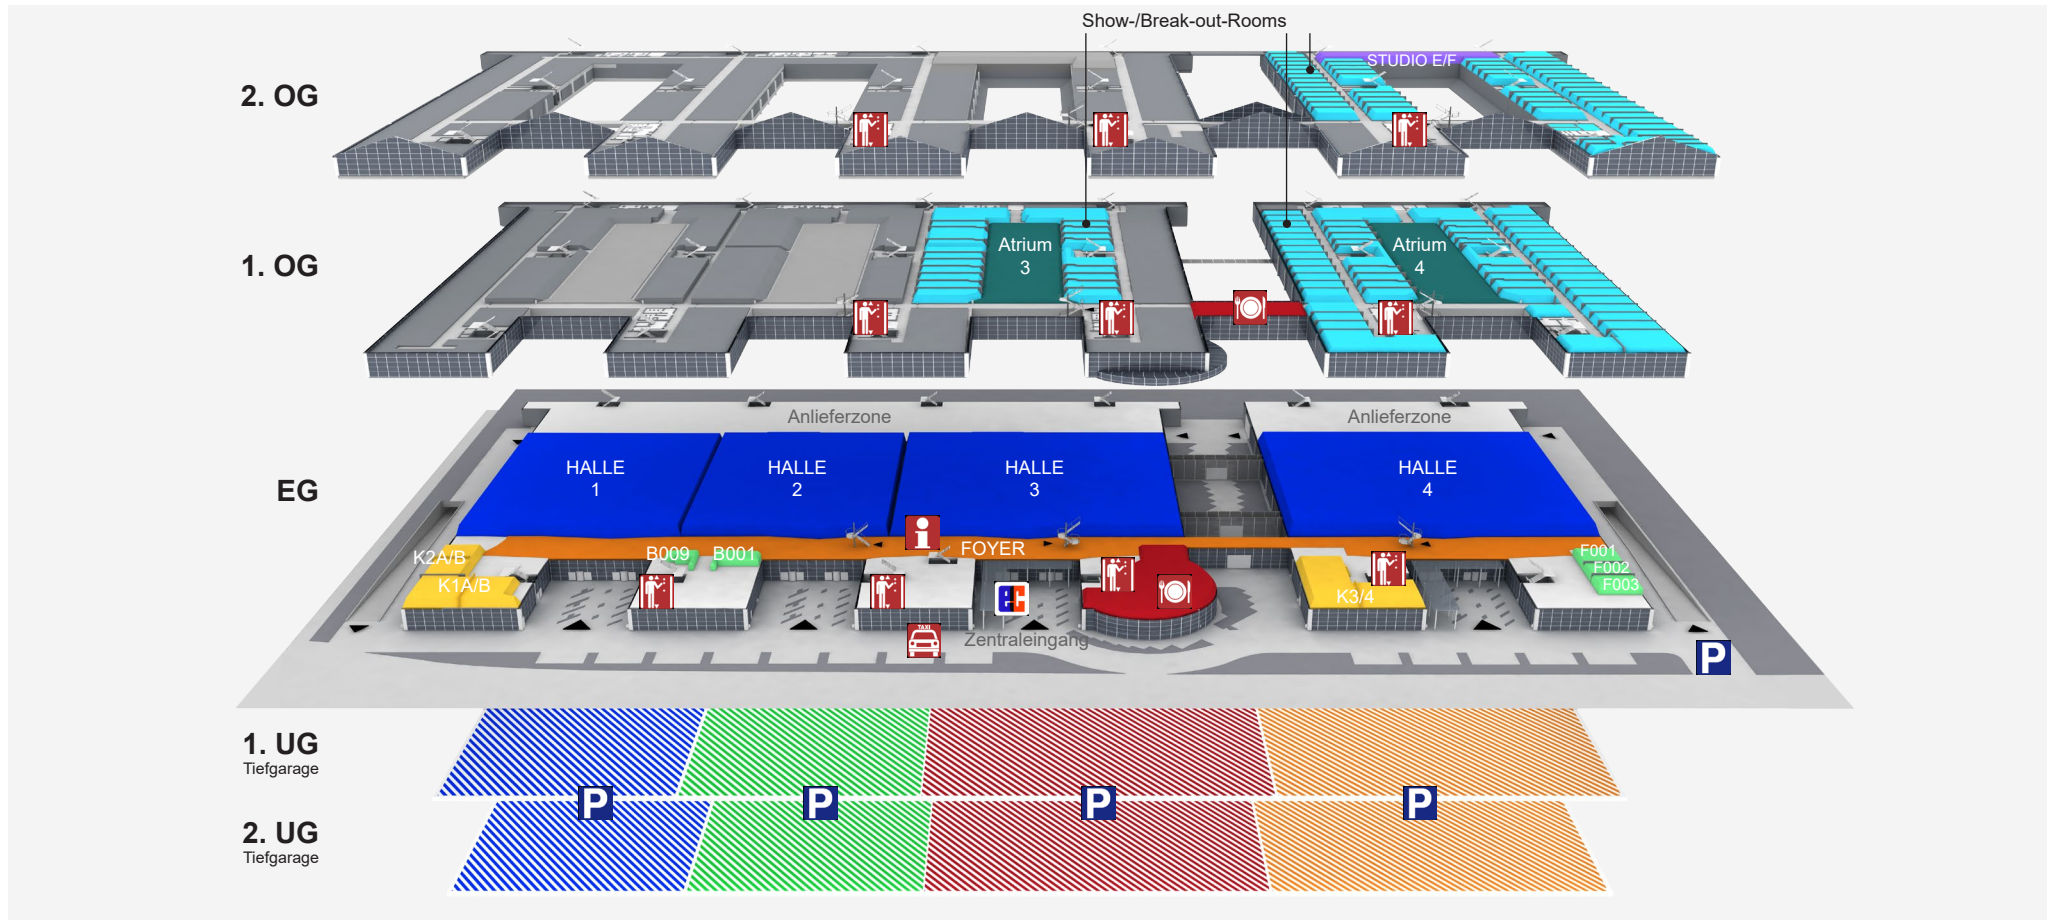 Show-/Break-out-Rooms
2. OG
STUDIO E/F
1. OG
Atrium
3
Atrium
4
EG
Anlieferzone
Anlieferzone
HALLE
1
HALLE
2
HALLE
3
HALLE
4
FOYER
K2A/B
K1A/B
B009
B001
K3/4
F001
F002
F003
ec
TAXI
Zentraleingang
P
1. UG
Tiefgarage
P
P
P
P
2. UG
Tiefgarage